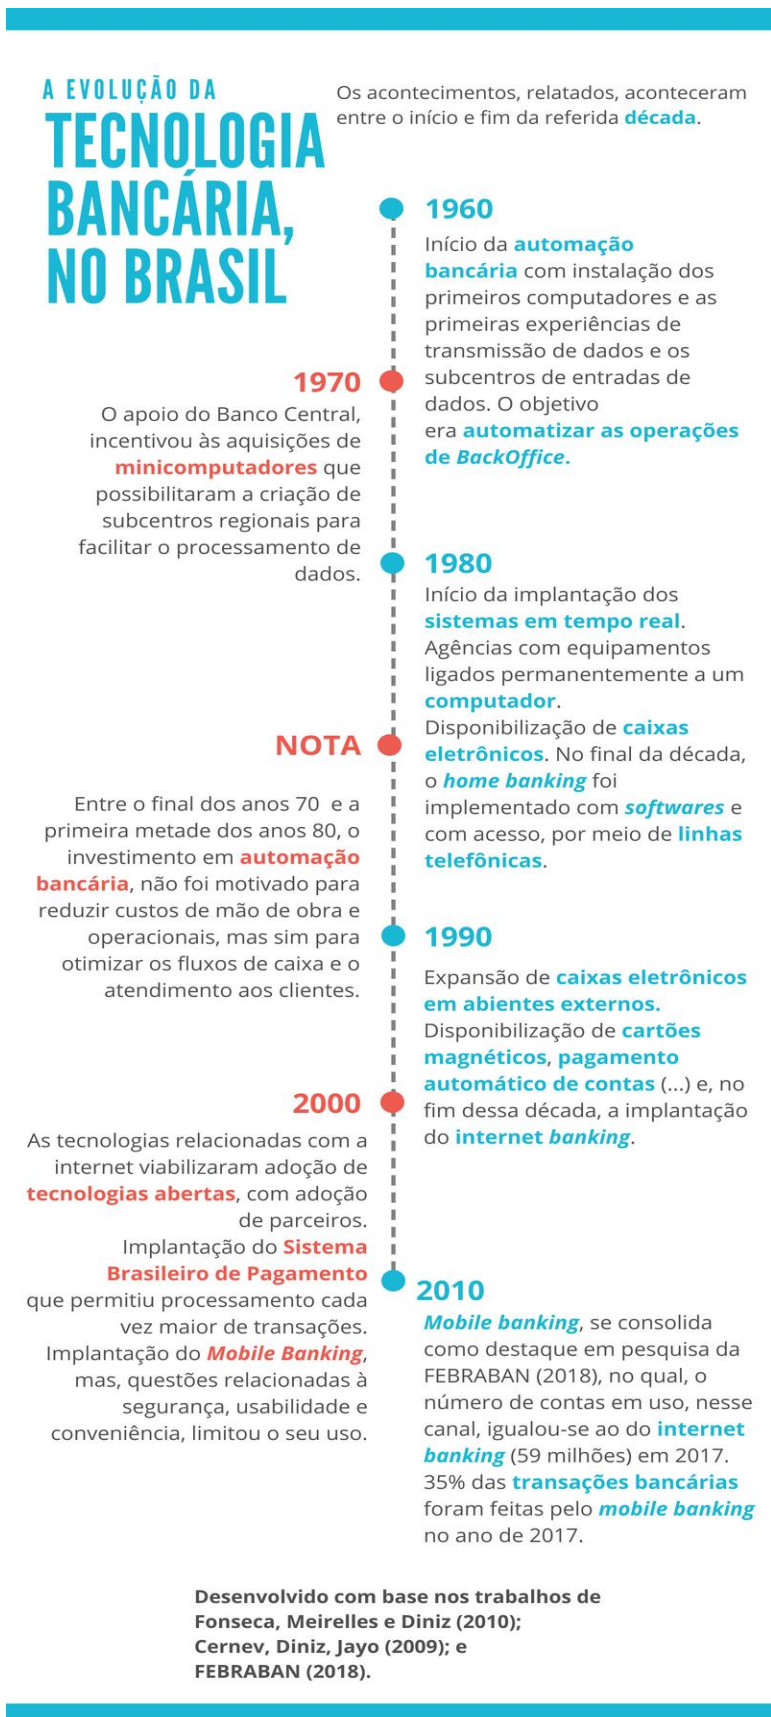 A EVOLUÇÃO DA
TECNOLOGIA
BANCÁRIA,
NO BRASIL
Os acontecimentos, relatados, aconteceram
entre o início e fim da referida década.
1960
Início da automação
bancária com instalação dos
primeiros computadores e as
primeiras experiências de
transmissão de dados e os
subcentros de entradas de
dados. O objetivo
era automatizar as operações
de BackOffice.
1970
O apoio do Banco Central,
incentivou às aquisições de
minicomputadores que
possibilitaram a criação de
subcentros regionais para
facilitar o processamento de
dados.
1980
Início da implantação dos
sistemas em tempo real.
Agências com equipamentos
ligados permanentemente a um
computador.
Disponibilização de caixas
eletrônicos. No final da década,
o home banking foi
implementado com softwares e
com acesso, por meio de linhas
telefônicas.
NOTA
Entre o final dos anos 70 e a
primeira metade dos anos 80, o
investimento em automação
bancária, não foi motivado para
reduzir custos de mão de obra e
operacionais, mas sim para
otimizar os fluxos de caixa e o
atendimento aos clientes.
1990
Expansão de caixas eletrônicos
em abientes externos.
Disponibilização de cartões
magnéticos, pagamento
automático de contas (...) e, no
fim dessa década, a implantação
do internet banking.
2000
As tecnologias relacionadas com a
internet viabilizaram adoção de
tecnologias abertas, com adoção
de parceiros.
Implantação do Sistema
Brasileiro de Pagamento
que permitiu processamento cada
vez maior de transações.
Implantação do Mobile Banking,
mas, questões relacionadas à
segurança, usabilidade e
conveniência, limitou o seu uso.
2010
Mobile banking, se consolida
como destaque em pesquisa da
FEBRABAN (2018), no qual, o
número de contas em uso, nesse
canal, igualou-se ao do internet
banking (59 milhões) em 2017.
35% das transações bancárias
foram feitas pelo mobile banking
no ano de 2017.
Desenvolvido com base nos trabalhos de
Fonseca, Meirelles e Diniz (2010);
Cernev, Diniz, Jayo (2009); e
FEBRABAN (2018).